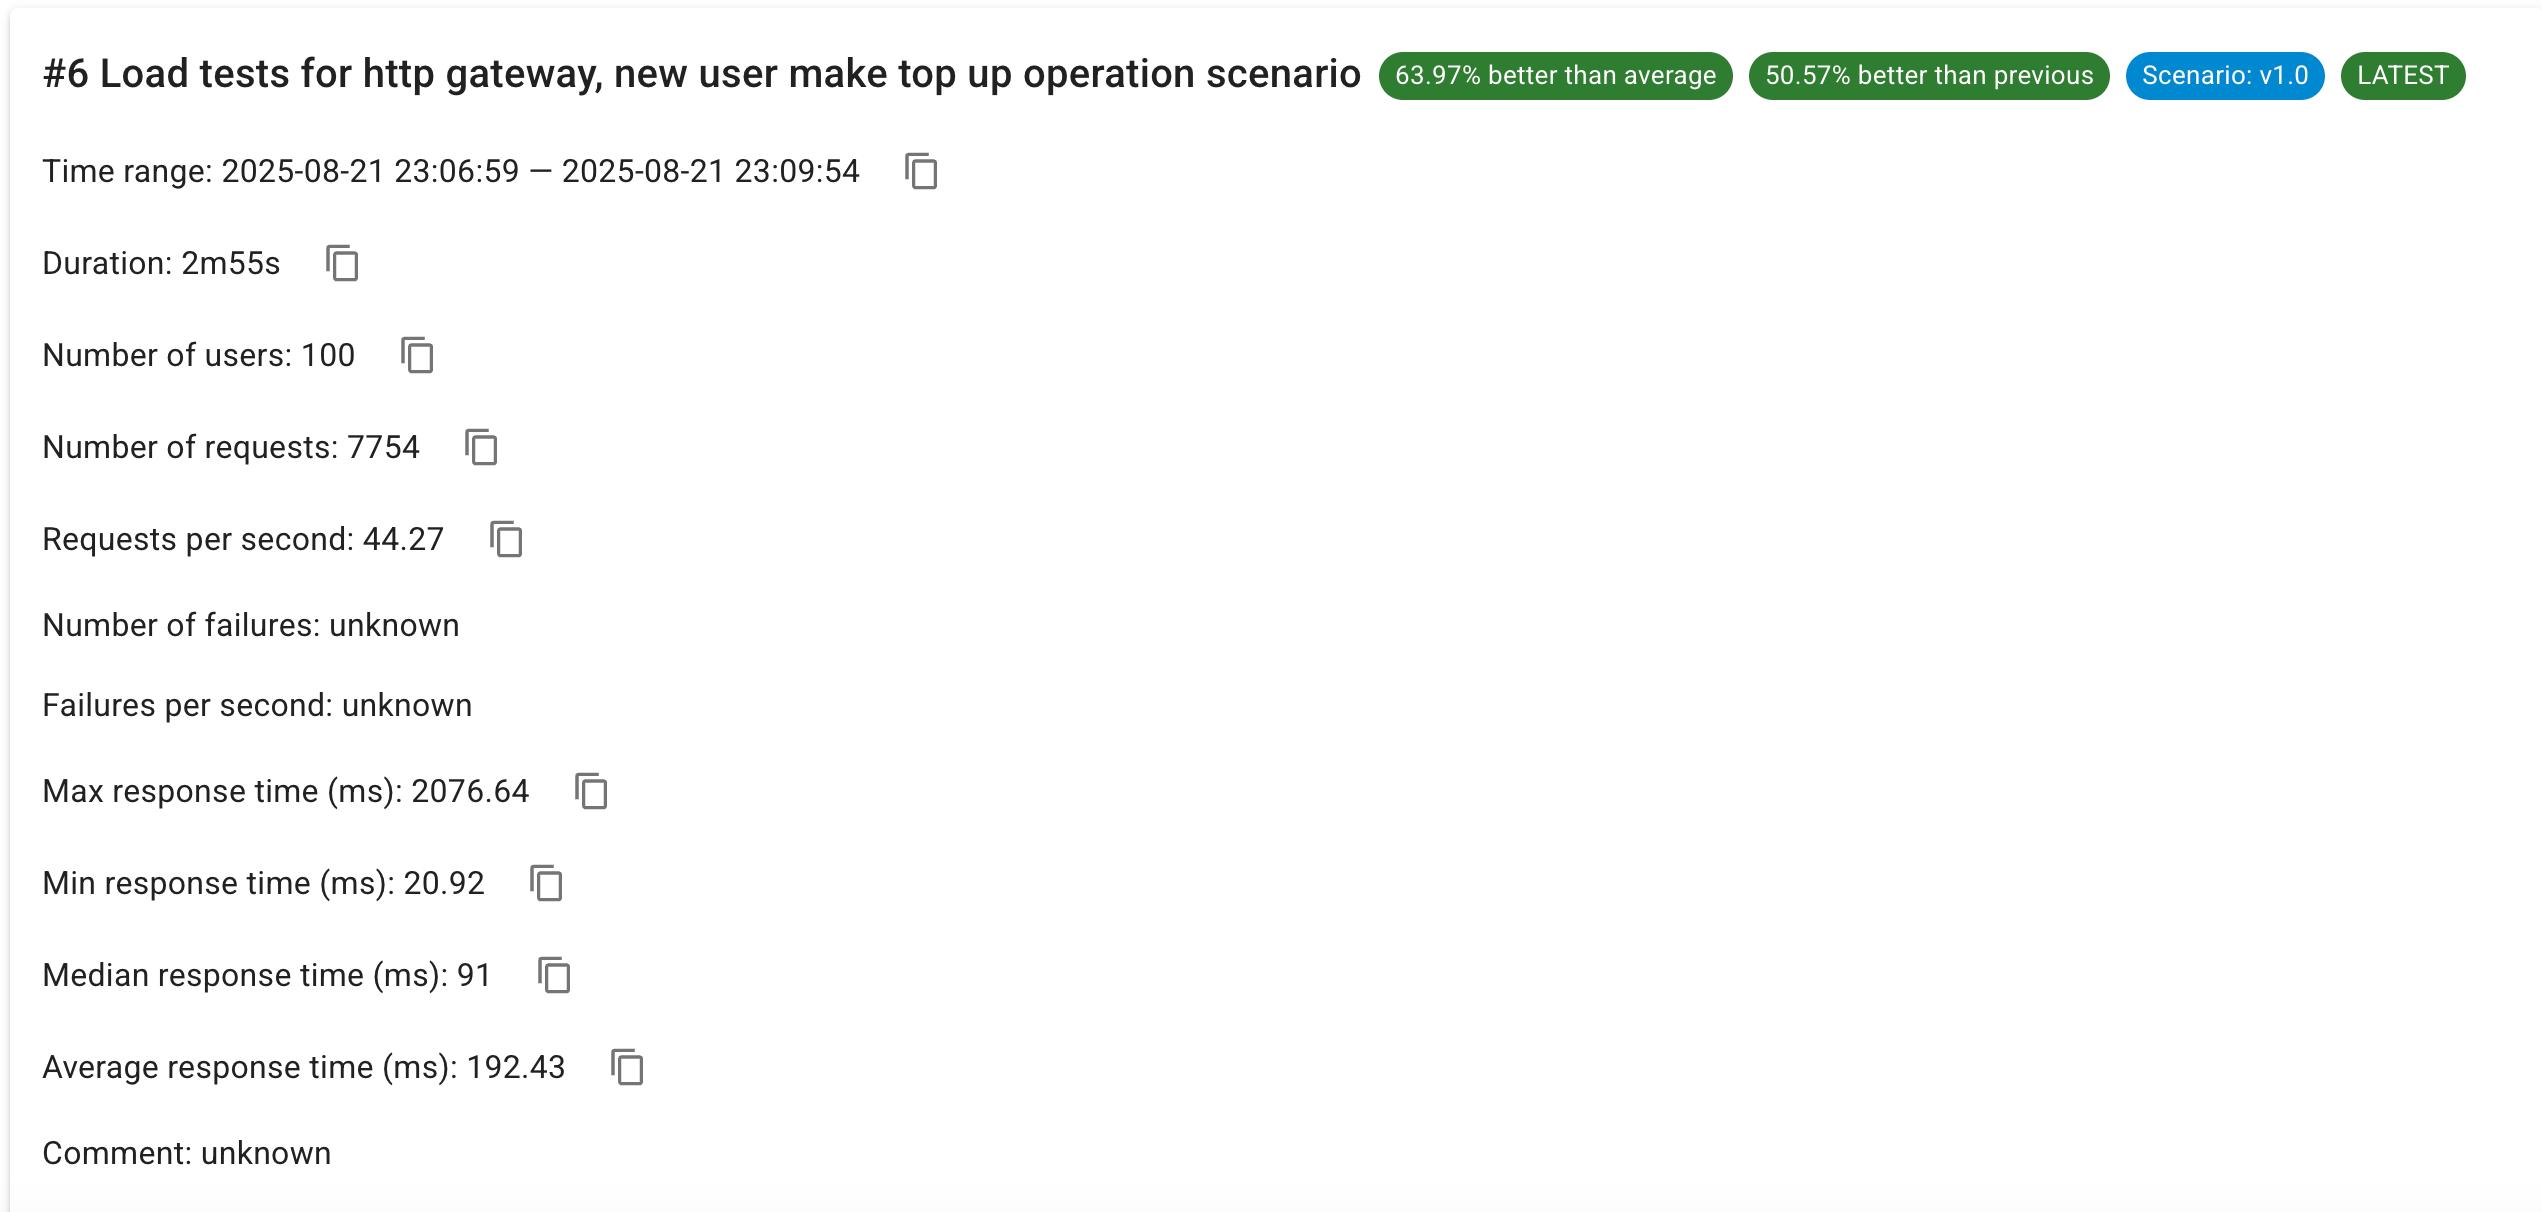 #6 Load tests for http gateway, new user make top up operation scenario 63.97% better than average 50.57% better than previous Scenario: v1.0 LATEST
Time range: 2025-08-21 23:06:59 — 2025-08-21 23:09:54
Duration: 2m55s
Number of users: 100
Number of requests: 7754
Requests per second: 44.27
Number of failures: unknown
Failures per second: unknown
Max response time (ms): 2076.64
Min response time (ms): 20.92
Median response time (ms): 91
Average response time (ms): 192.43
Comment: unknown